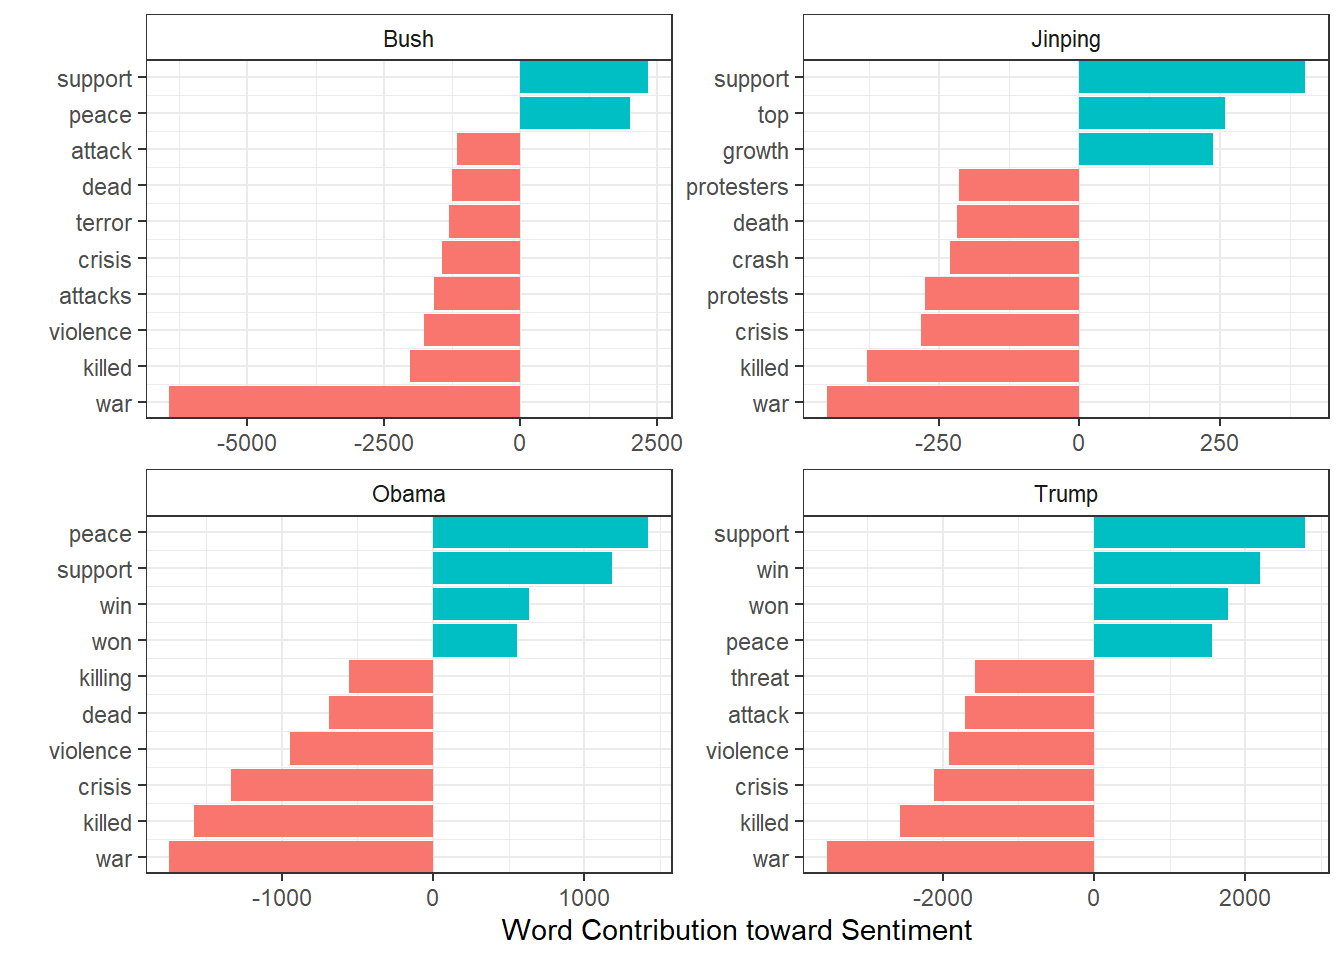 Bush
support
peace
attack
dead
terror
crisis
attacks
violence
killed
war
-5000 -2500 0 2500
Jinping
support
top
growth
protesters
death
crash
protests
crisis
killed
war
-250 0 250
Obama
peace
support
win
won
killing
dead
violence
crisis
killed
war
-1000 0 1000
Trump
support
win
won
peace
threat
attack
violence
crisis
killed
war
-2000 0 2000
Word Contribution toward Sentiment